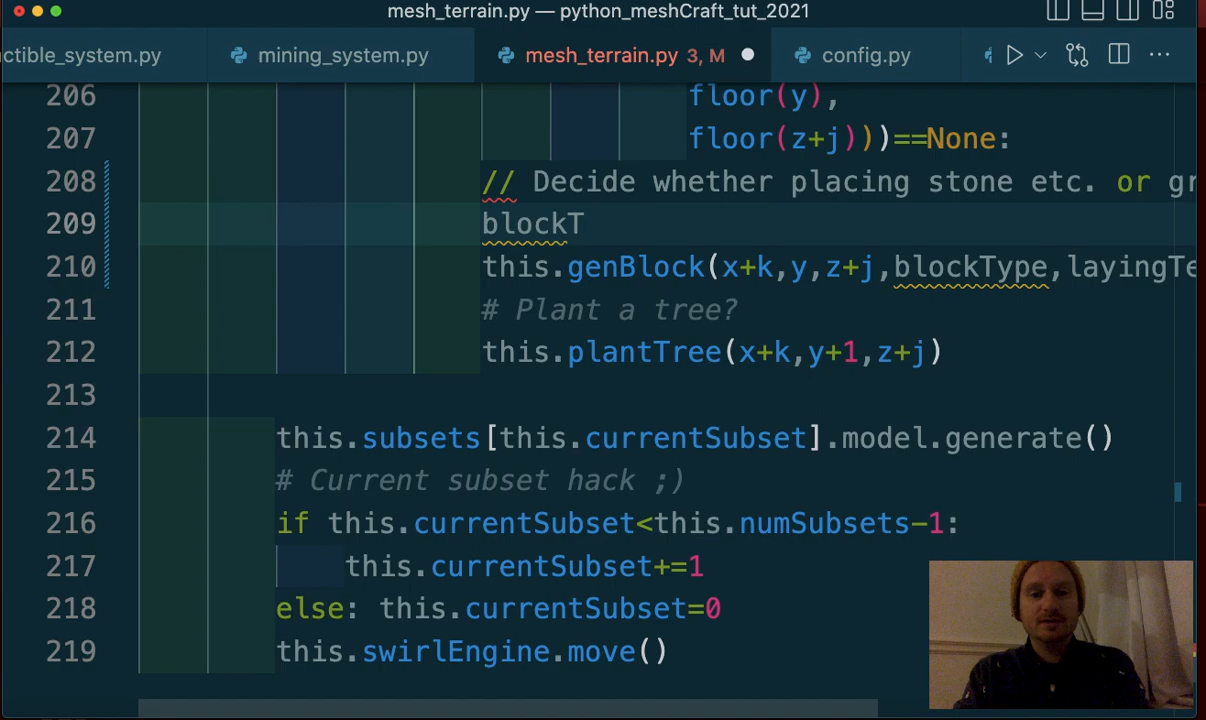 mesh_terrain.py — python_meshCraft_tut_2021
ctible_system.py mining_system.py mesh_terrain.py 3, M config.py
206 floor(y),
207 floor(z+j)))==None:
208 // Decide whether placing stone etc. or gr
209 blockT
210 this.genBlock(x+k,y,z+j,blockType,layingTe
211 # Plant a tree?
212 this.plantTree(x+k,y+1,z+j)
213
214 this.subsets[this.currentSubset].model.generate()
215 # Current subset hack ;)
216 if this.currentSubset<this.numSubsets-1:
217 this.currentSubset+=1
218 else: this.currentSubset=0
219 this.swirlEngine.move()